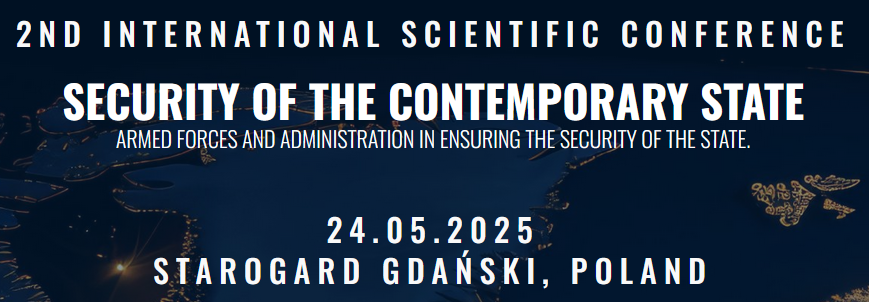 2ND INTERNATIONAL SCIENTIFIC CONFERENCE
SECURITY OF THE CONTEMPORARY STATE
ARMED FORCES AND ADMINISTRATION IN ENSURING THE SECURITY OF THE STATE.
24.05.2025
STAROGARD GDAŃSKI, POLAND